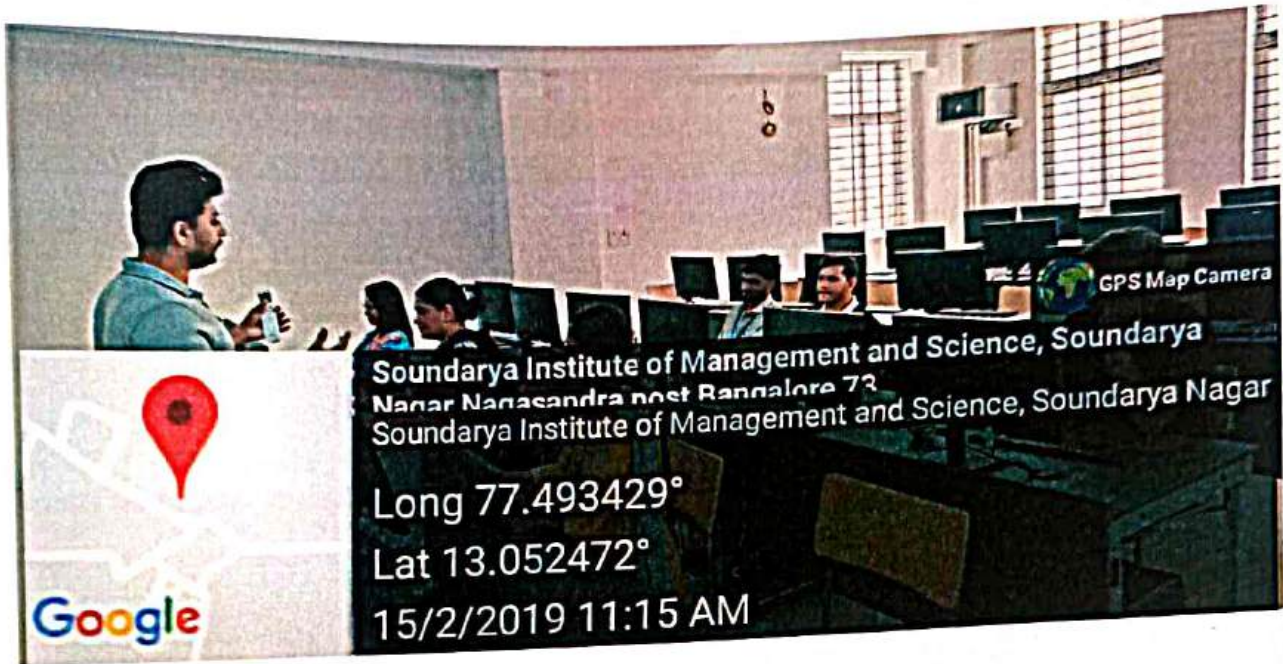 GPS Map Camera
Soundarya Institute of Management and Science, Soundarya
Nagar Nagasandra post Bangalore 73
Soundarya Institute of Management and Science, Soundarya Nagar
Long 77.493429°
Lat 13.052472°
15/2/2019 11:15 AM
Google